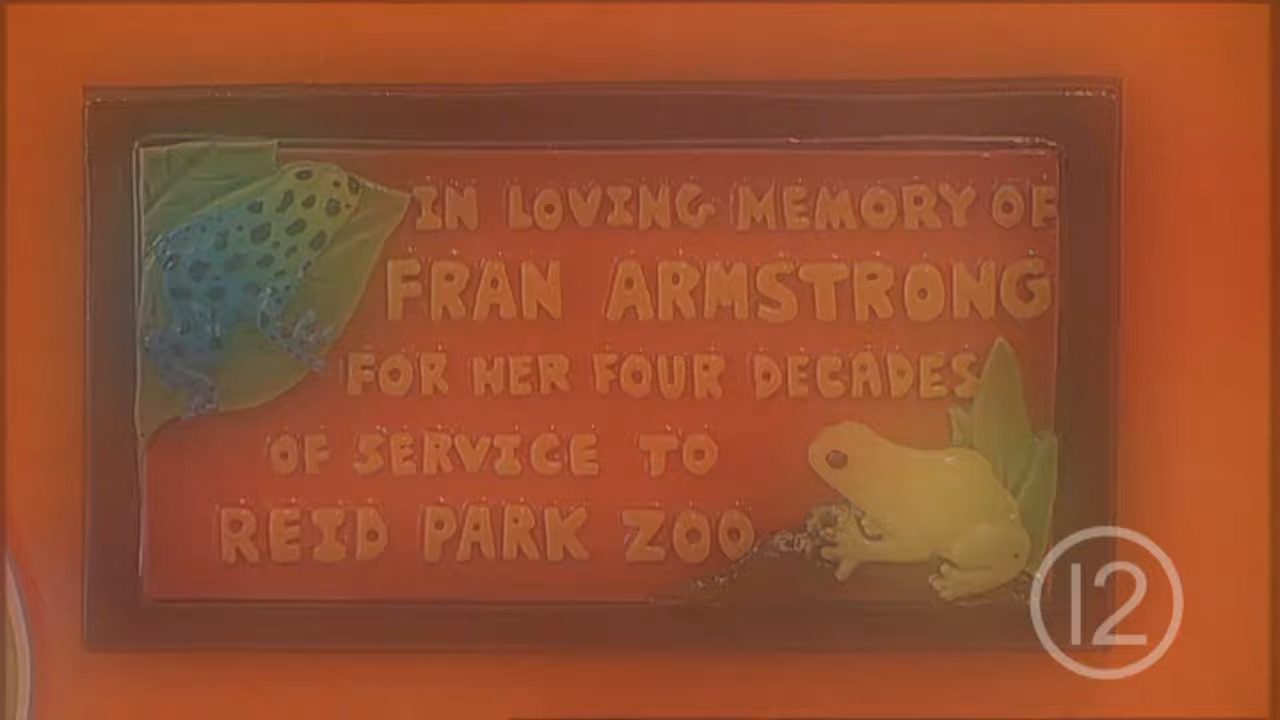 IN LOVING MEMORY OF
FRAN ARMSTRONG
FOR HER FOUR DECADES
OF SERVICE TO
REID PARK ZOO
12